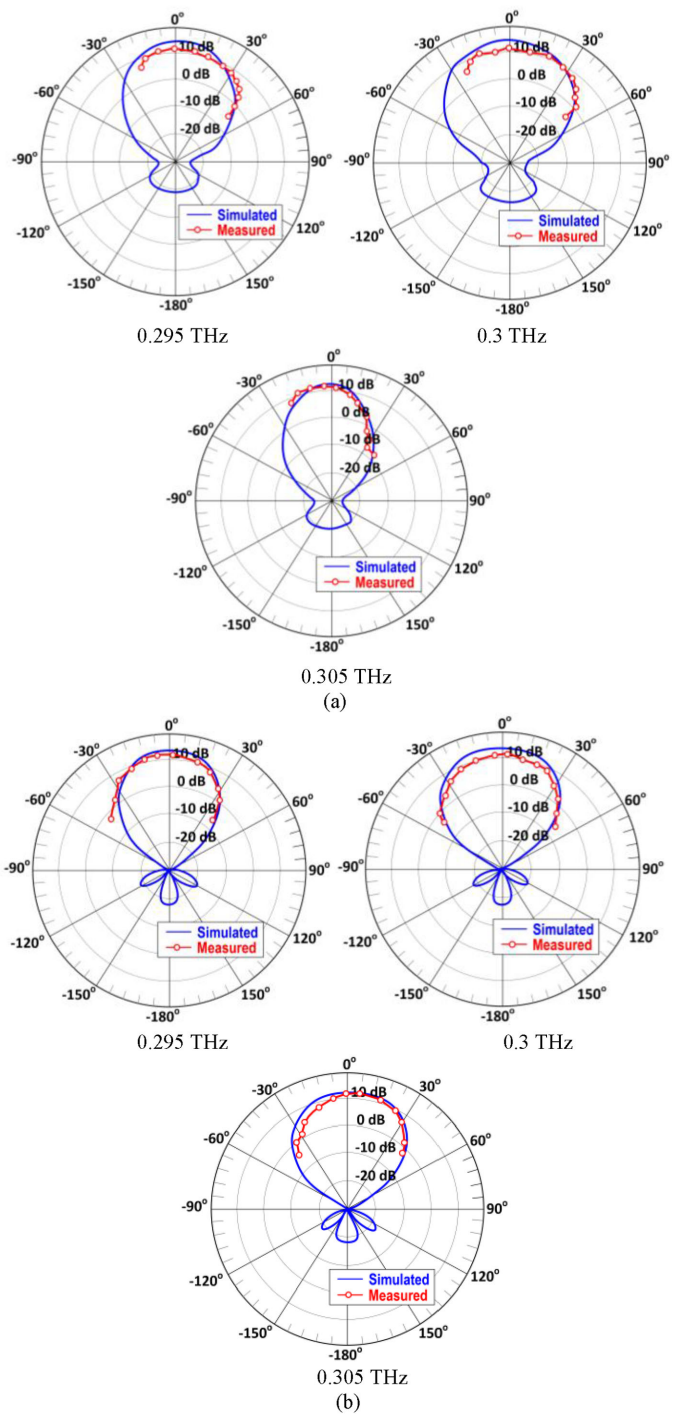 0°
-30° 30°
10 dB
0 dB
-60° 60°
-10 dB
-20 dB
-90° 90°
Simulated
Measured
-120° 120°
-150° 150°
-180°
0.295 THz
0°
-30° 30°
10 dB
0 dB
-60° 60°
-10 dB
-20 dB
-90° 90°
Simulated
Measured
-120° 120°
-150° 150°
-180°
0.3 THz
0°
-30° 30°
10 dB
0 dB
-60° 60°
-10 dB
-20 dB
-90° 90°
Simulated
Measured
-120° 120°
-150° 150°
-180°
0.305 THz
(a)
0°
-30° 30°
10 dB
0 dB
-60° 60°
-10 dB
-20 dB
-90° 90°
Simulated
Measured
-120° 120°
-150° 150°
-180°
0.295 THz
0°
-30° 30°
10 dB
0 dB
-60° 60°
-10 dB
-20 dB
-90° 90°
Simulated
Measured
-120° 120°
-150° 150°
-180°
0.3 THz
0°
-30° 30°
10 dB
0 dB
-60° 60°
-10 dB
-20 dB
-90° 90°
Simulated
Measured
-120° 120°
-150° 150°
-180°
0.305 THz
(b)